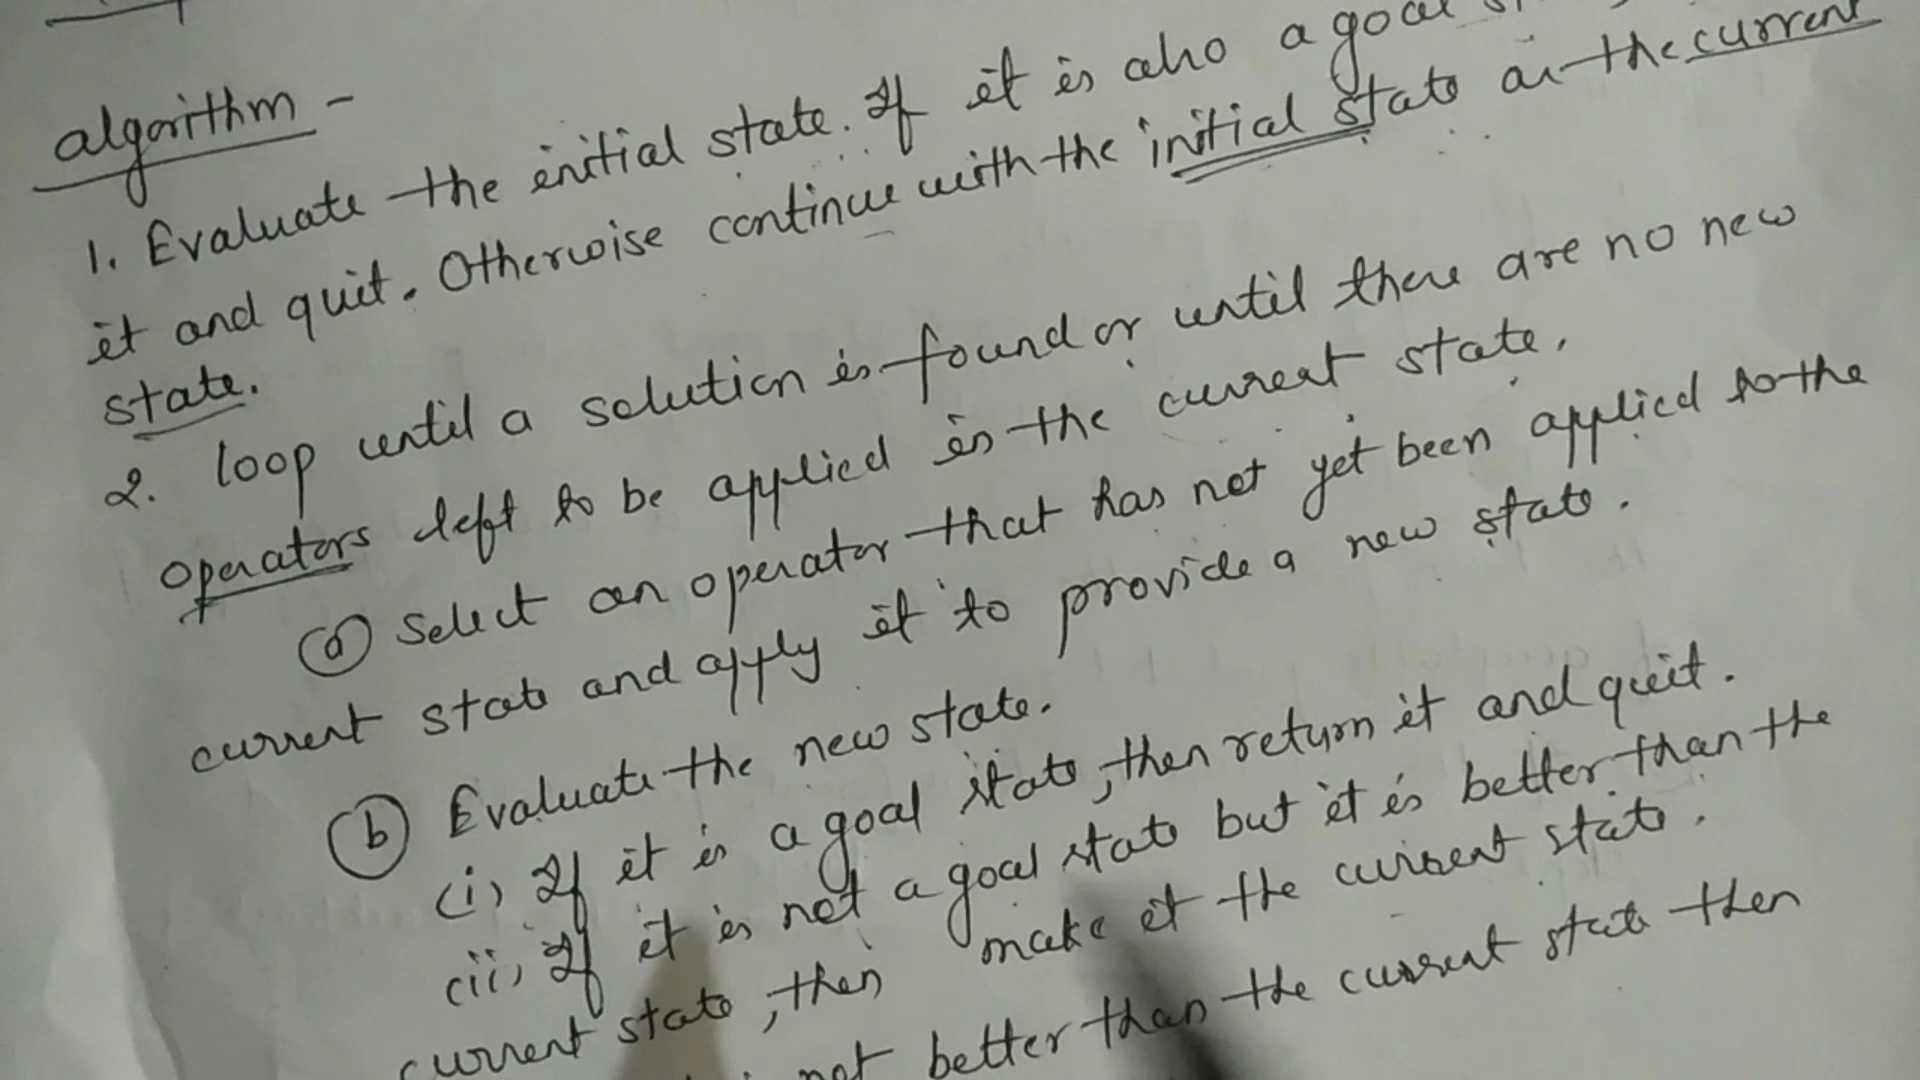 algorithm -
1. Evaluate the initial state. If it is also a goal
it and quit. Otherwise continue with the initial state as the current
state.
2. loop until a solution is found or until there are no new
operators left to be applied is the current state.
(a) Select an operator that has not yet been applied to the
current state and apply it to provide a new state.
(b) Evaluate the new state.
(i) If it is a goal state, then return it and quit.
(ii) If it is not a goal state but it is better than the
current state, then make it the current state.
not better than the current state then